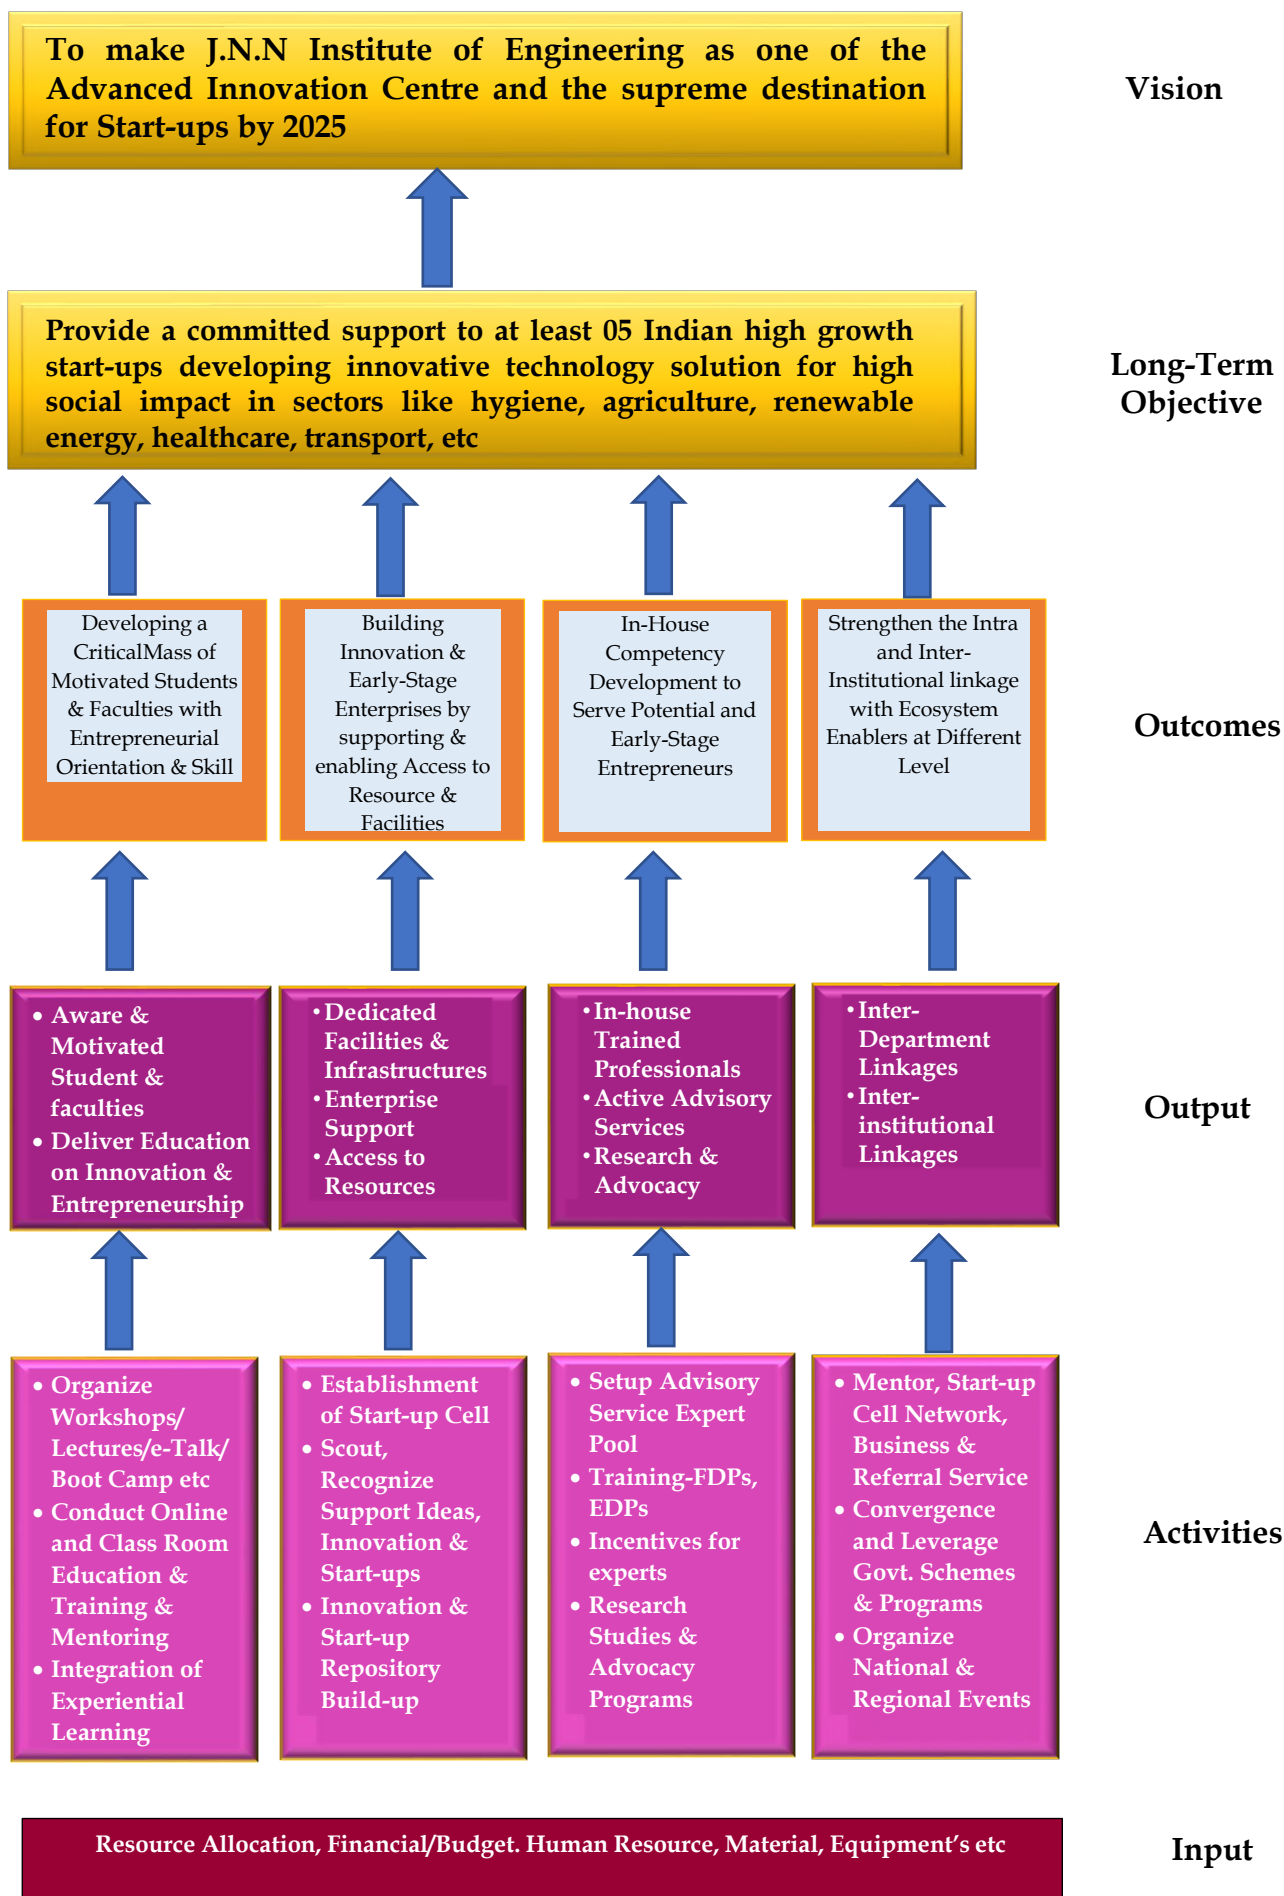 To make J.N.N Institute of Engineering as one of the
Advanced Innovation Centre and the supreme destination
for Start-ups by 2025
Vision
Provide a committed support to at least 05 Indian high growth
start-ups developing innovative technology solution for high
social impact in sectors like hygiene, agriculture, renewable
energy, healthcare, transport, etc
Long-Term
Objective
Developing a
CriticalMass of
Motivated Students
& Faculties with
Entrepreneurial
Orientation & Skill
Building
Innovation &
Early-Stage
Enterprises by
supporting &
enabling Access to
Resource &
Facilities
In-House
Competency
Development to
Serve Potential and
Early-Stage
Entrepreneurs
Strengthen the Intra
and Inter-
Institutional linkage
with Ecosystem
Enablers at Different
Level
Outcomes
• Aware &
Motivated
Student &
faculties
• Deliver Education
on Innovation &
Entrepreneurship
• Dedicated
Facilities &
Infrastructures
• Enterprise
Support
• Access to
Resources
• In-house
Trained
Professionals
• Active Advisory
Services
• Research &
Advocacy
• Inter-
Department
Linkages
• Inter-
institutional
Linkages
Output
• Organize
Workshops/
Lectures/e-Talk/
Boot Camp etc
• Conduct Online
and Class Room
Education &
Training &
Mentoring
• Integration of
Experiential
Learning
• Establishment
of Start-up Cell
• Scout,
Recognize
Support Ideas,
Innovation &
Start-ups
• Innovation &
Start-up
Repository
Build-up
• Setup Advisory
Service Expert
Pool
• Training-FDPs,
EDPs
• Incentives for
experts
• Research
Studies &
Advocacy
Programs
• Mentor, Start-up
Cell Network,
Business &
Referral Service
• Convergence
and Leverage
Govt. Schemes
& Programs
• Organize
National &
Regional Events
Activities
Resource Allocation, Financial/Budget. Human Resource, Material, Equipment’s etc
Input